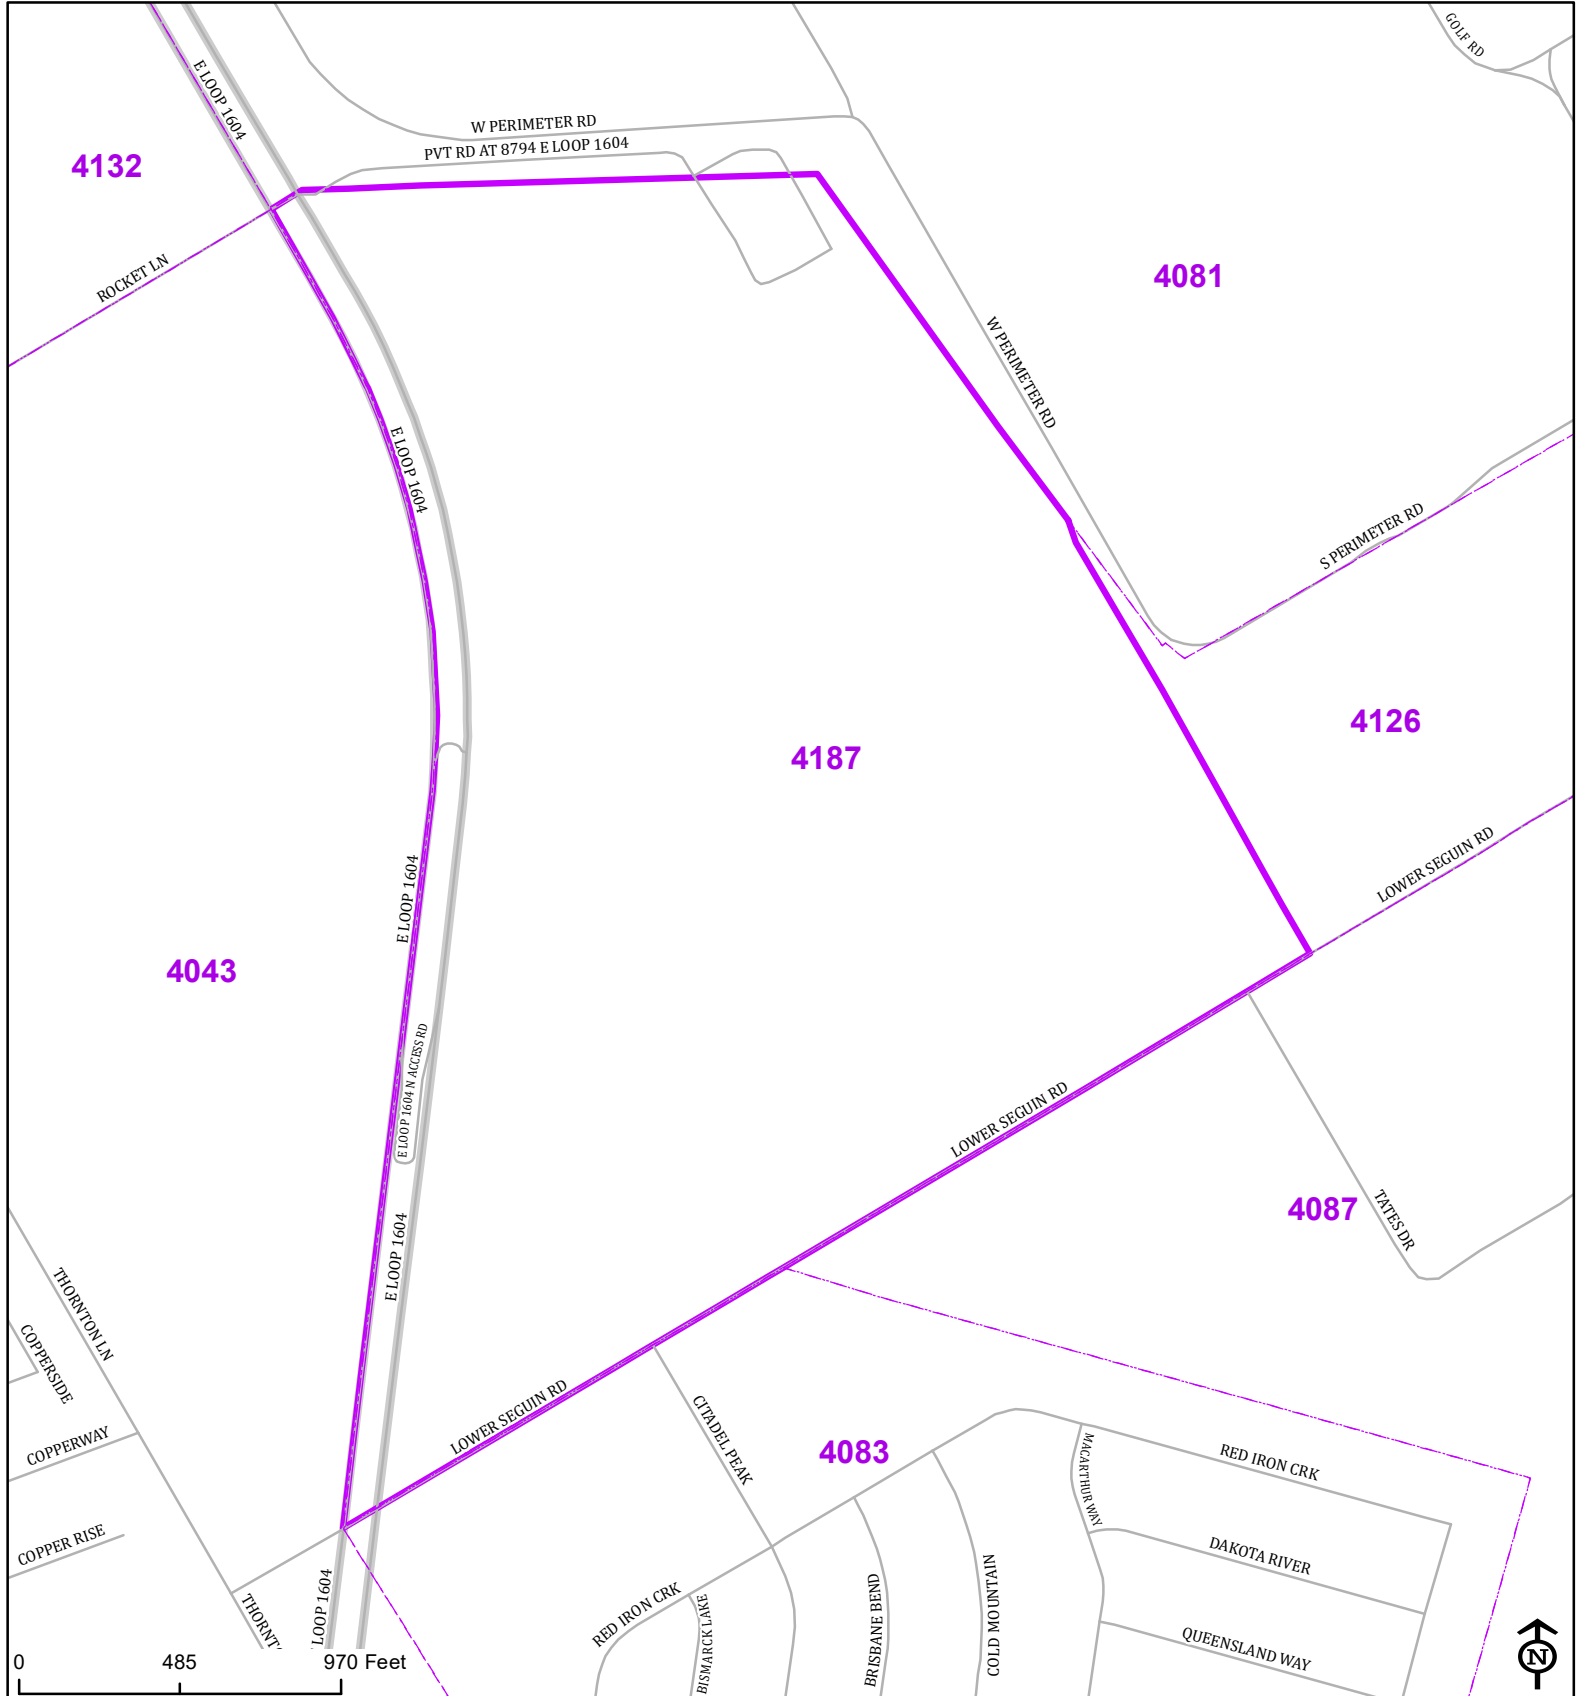 GOLF RD
E LOOP 1604
W PERIMETER RD
PVT RD AT 8794 E LOOP 1604
4132
ROCKET LN
4081
W PERIMETER RD
E LOOP 1604
S PERIMETER RD
4126
4187
LOWER SEGUIN RD
E LOOP 1604
4043
E LOOP 1604 N ACCESS RD
LOWER SEGUIN RD
4087
TATES DR
E LOOP 1604
THORNTON LN
COPPERSIDE
LOWER SEGUIN RD
CITADEL PEAK
4083
MACARTHUR WAY
RED IRON CRK
COPPERWAY
COPPER RISE
DAKOTA RIVER
COLD MOUNTAIN
BRISBANE BEND
RED IRON CRK
BISMARCK LAKE
QUEENSLAND WAY
LOOP 1604
THORNT
N
0 485 970 Feet